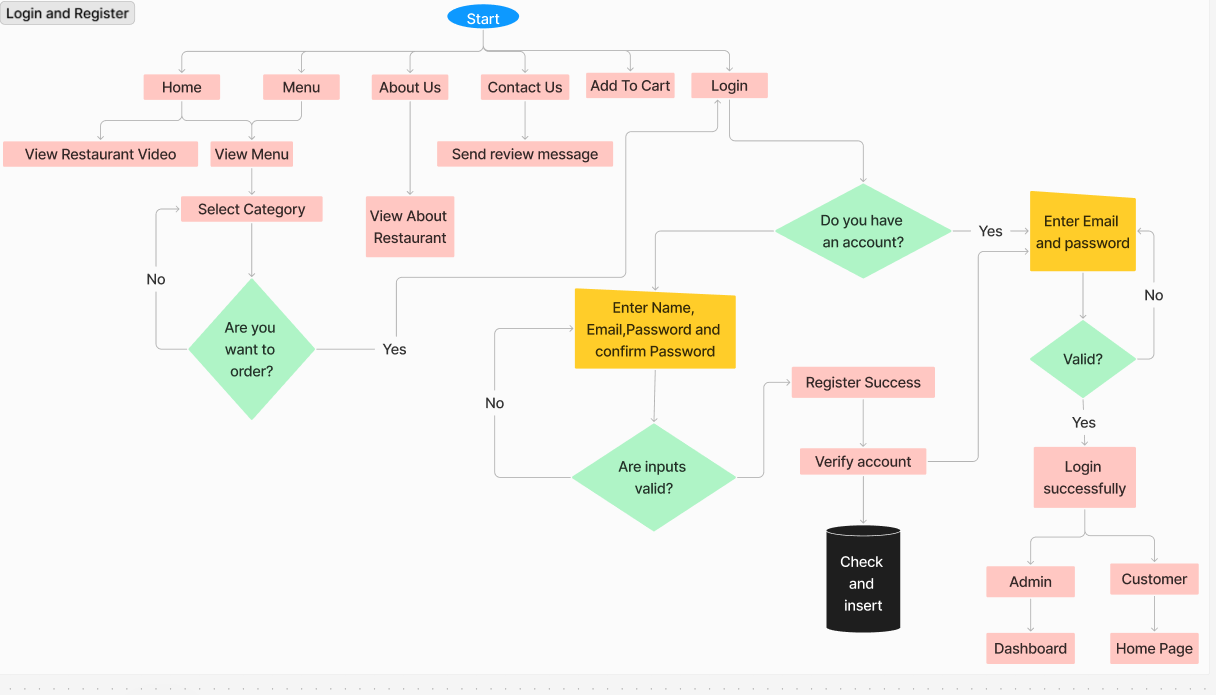 Login and Register
Start
Home
Menu
About Us
Contact Us
Add To Cart
Login
View Restaurant Video
View Menu
Send review message
Select Category
View About
Restaurant
Do you have
an account?
Yes
Enter Email
and password
No
No
Enter Name,
Email,Password and
confirm Password
Are you
want to
order?
Yes
Valid?
Register Success
No
Yes
Verify account
Are inputs
valid?
Login
successfully
Check
and
insert
Admin
Customer
Dashboard
Home Page